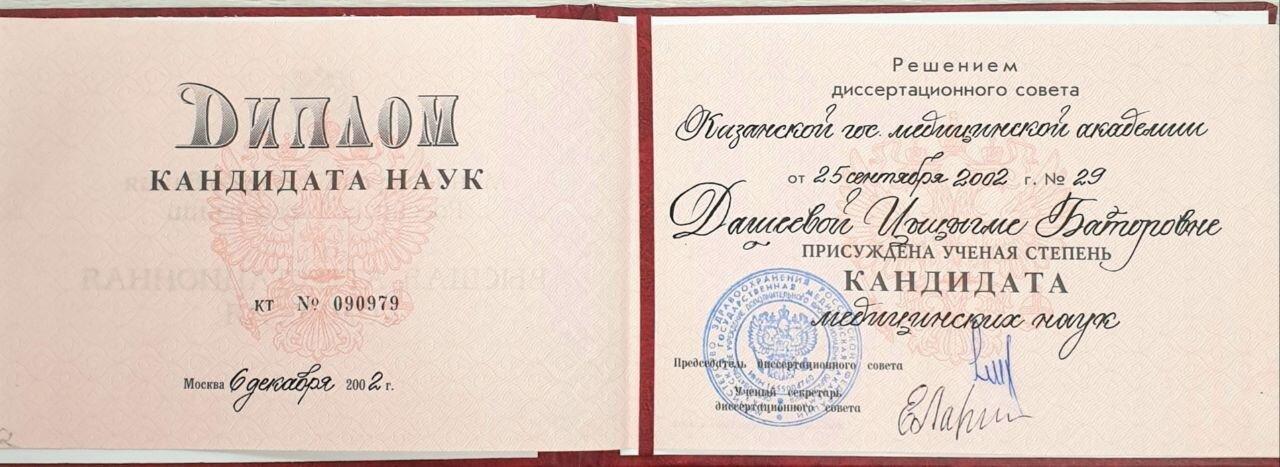 ДИПЛОМ
КАНДИДАТА НАУК
КТ № 090979
Москва 6 декабря 2002 г.
Решением
диссертационного совета
Казанской гос. медицинской академии
от 25 сентября 2002 г. № 29
Дашеевой Цыцыгме Баторовне
ПРИСУЖДЕНА УЧЕНАЯ СТЕПЕНЬ
КАНДИДАТА
медицинских наук
Председатель диссертационного совета
Ученый секретарь
диссертационного совета